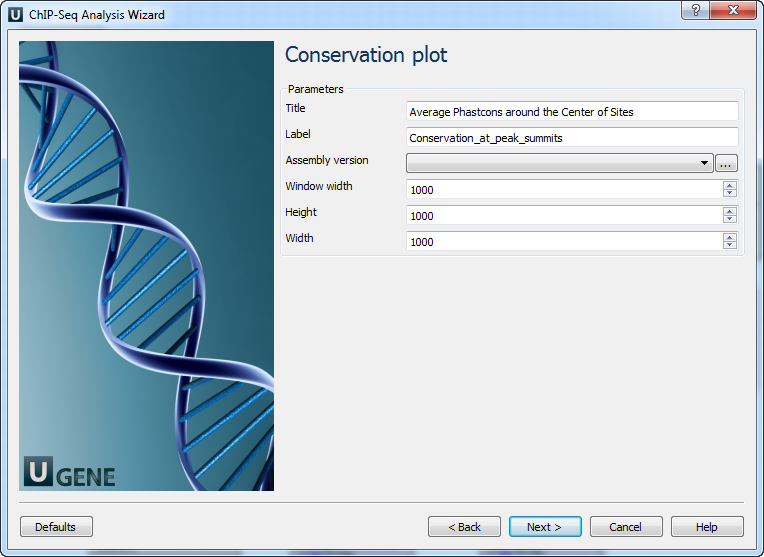 U ChIP-Seq Analysis Wizard
Conservation plot
Parameters
Title Average Phastcons around the Center of Sites
Label Conservation_at_peak_summits
Assembly version ...
Window width 1000
Height 1000
Width 1000
U GENE
Defaults < Back Next > Cancel Help